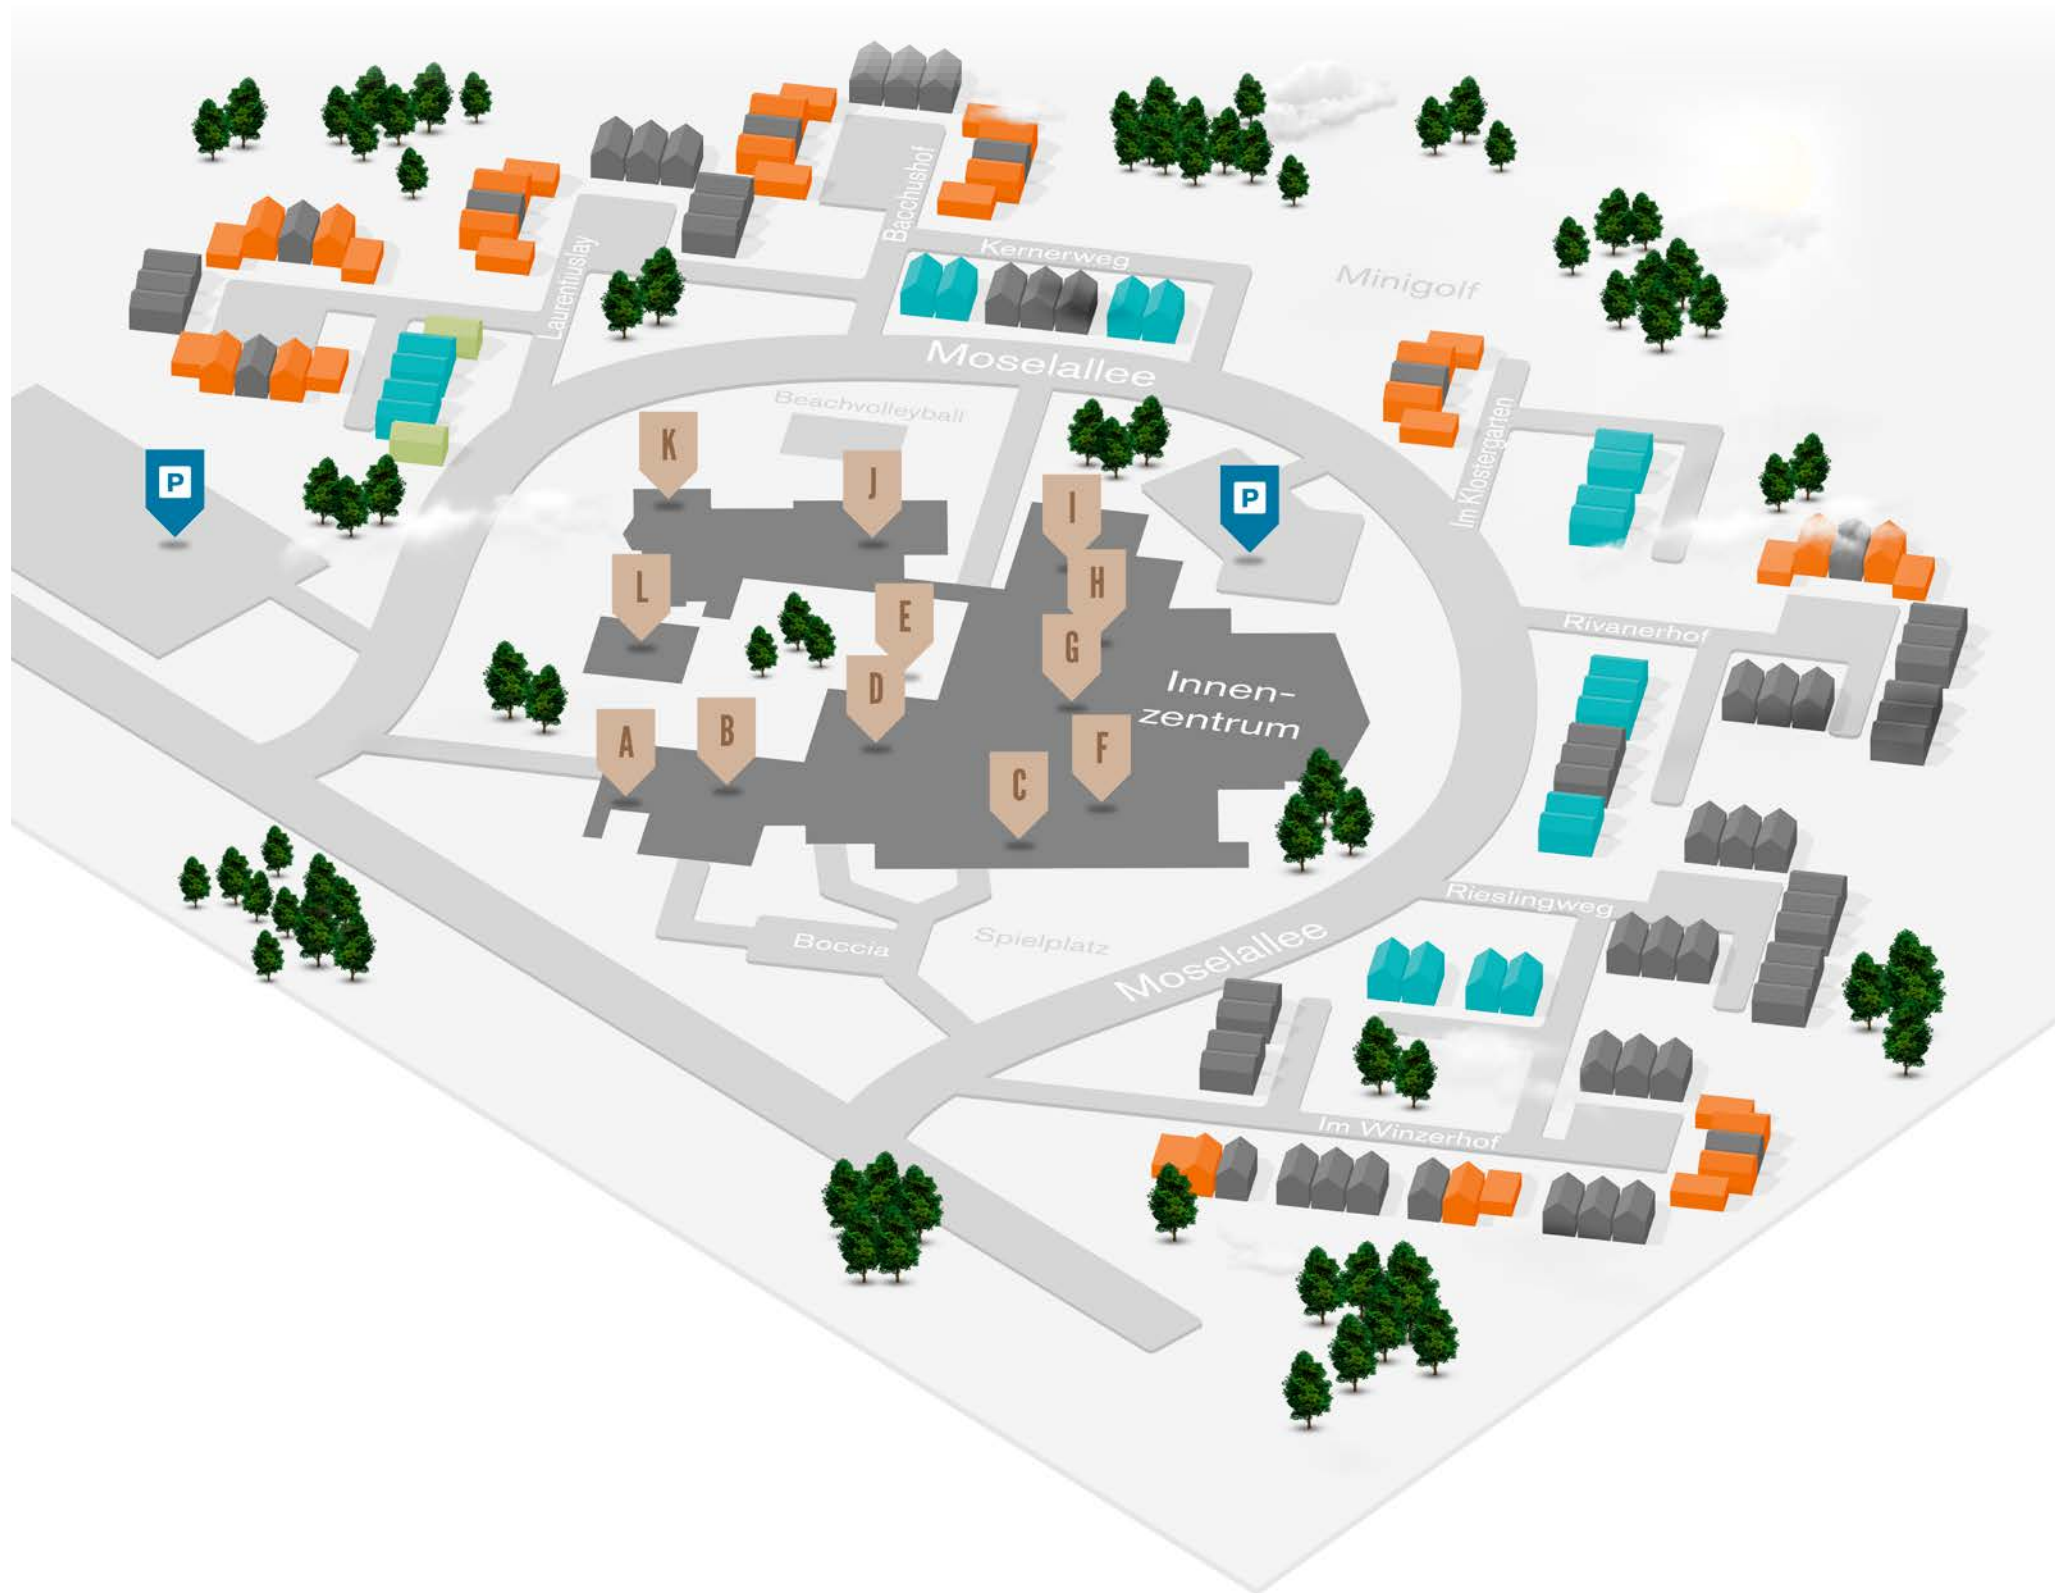 Bacchushof
Kernerweg
Laurentiuslay
Minigolf
Moselallee
Beachvolleyball
Im Klostergarten
K
J
P
P
I
H
L
E
G
Rivanerhof
D
Innen-
zentrum
A
B
F
C
Rieslingweg
Boccia
Spielplatz
Moselallee
Im Winzerhof